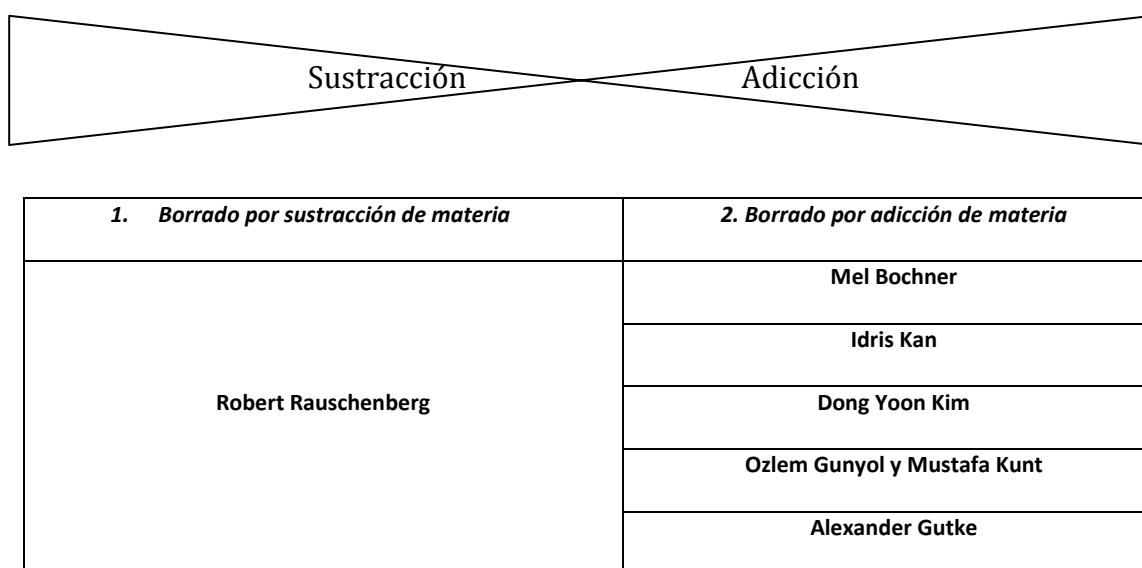 Sustracción Adicción
1. Borrado por sustracción de materia
2. Borrado por adicción de materia
Robert Rauschenberg
Mel Bochner
Idris Kan
Dong Yoon Kim
Ozlem Gunyol y Mustafa Kunt
Alexander Gutke